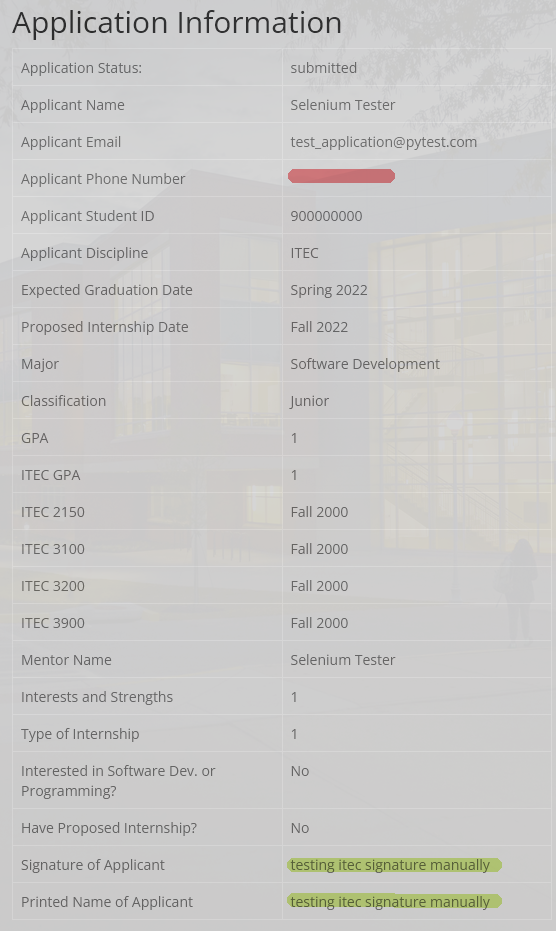 Application Information
Application Status: submitted
Applicant Name Selenium Tester
Applicant Email test_application@pytest.com
Applicant Phone Number
Applicant Student ID 900000000
Applicant Discipline ITEC
Expected Graduation Date Spring 2022
Proposed Internship Date Fall 2022
Major Software Development
Classification Junior
GPA 1
ITEC GPA 1
ITEC 2150 Fall 2000
ITEC 3100 Fall 2000
ITEC 3200 Fall 2000
ITEC 3900 Fall 2000
Mentor Name Selenium Tester
Interests and Strengths 1
Type of Internship 1
Interested in Software Dev. or No
Programming?
Have Proposed Internship? No
Signature of Applicant testing itec signature manually
Printed Name of Applicant testing itec signature manually